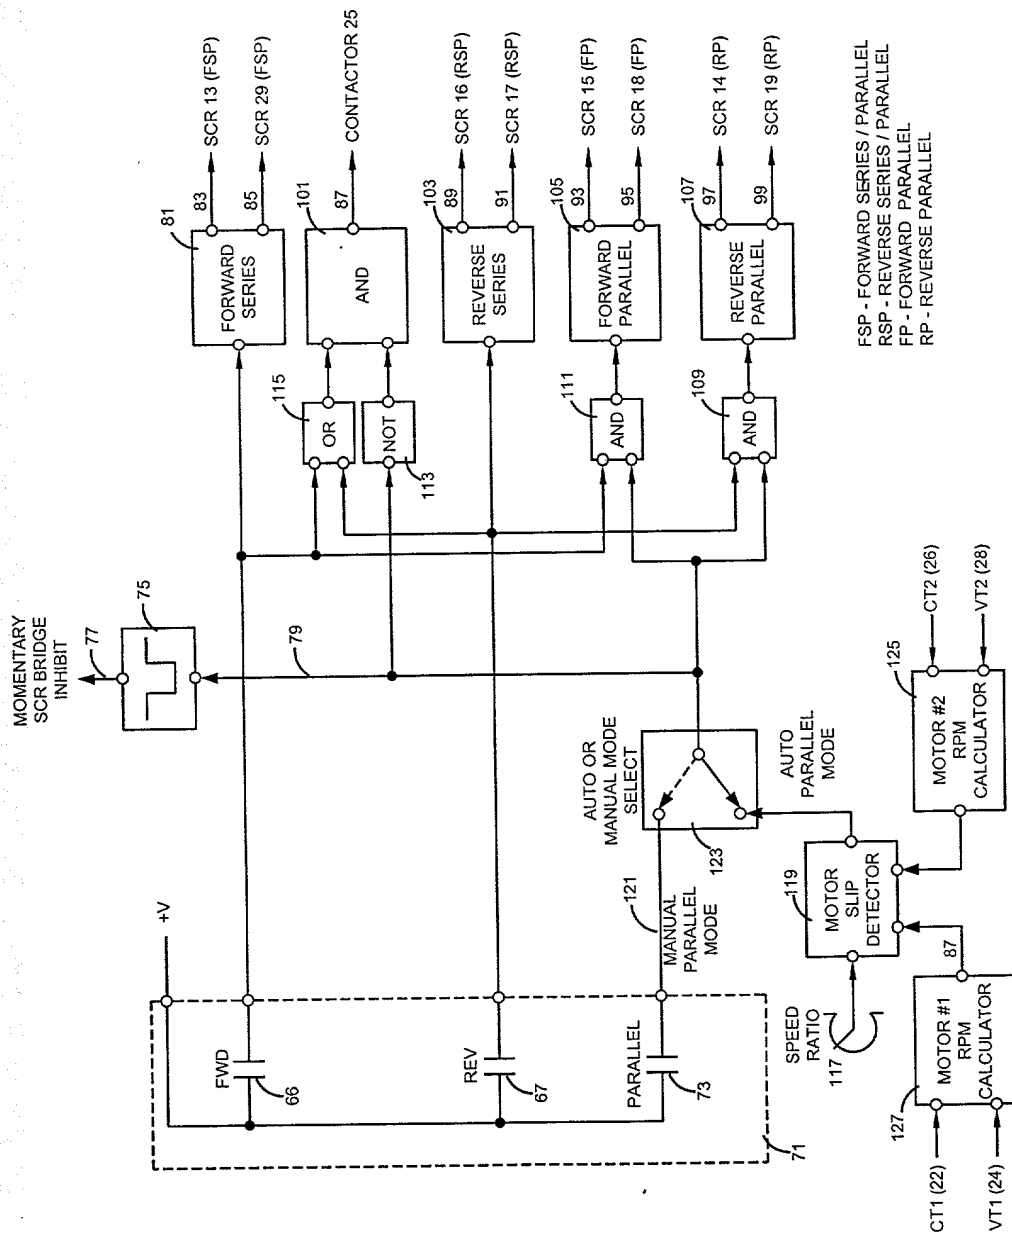 MOMENTARY
SCR BRIDGE
INHIBIT
77
75
79
SCR 13 (FSP)
SCR 29 (FSP)
CONTACTOR 25
SCR 16 (RSP)
SCR 17 (RSP)
SCR 15 (FP)
SCR 18 (FP)
SCR 14 (RP)
SCR 19 (RP)
83
85
87
89
91
93
95
97
99
81
101
103
105
107
FORWARD
SERIES
AND
REVERSE
SERIES
FORWARD
PARALLEL
REVERSE
PARALLEL
115
OR
NOT
113
111
AND
109
AND
FSP - FORWARD SERIES / PARALLEL
RSP - REVERSE SERIES / PARALLEL
FP - FORWARD PARALLEL
RP - REVERSE PARALLEL
AUTO OR
MANUAL MODE
SELECT
123
AUTO
PARALLEL
MODE
121
MANUAL
PARALLEL
MODE
+V
FWD
66
REV
67
PARALLEL
73
71
SPEED
RATIO
117
119
MOTOR
SLIP
DETECTOR
87
125
MOTOR #2
RPM
CALCULATOR
CT2 (26)
VT2 (28)
127
MOTOR #1
RPM
CALCULATOR
CT1 (22)
VT1 (24)